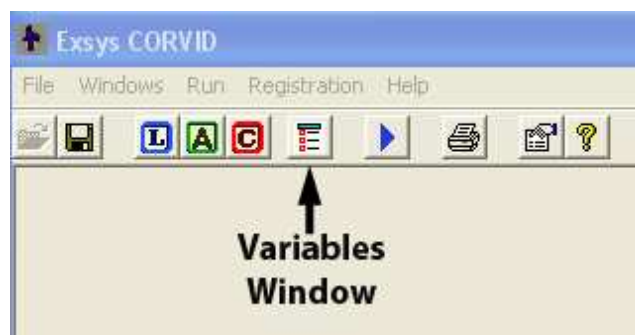 Exsys CORVID
File Windows Run Registration Help
L A C ?
Variables
Window